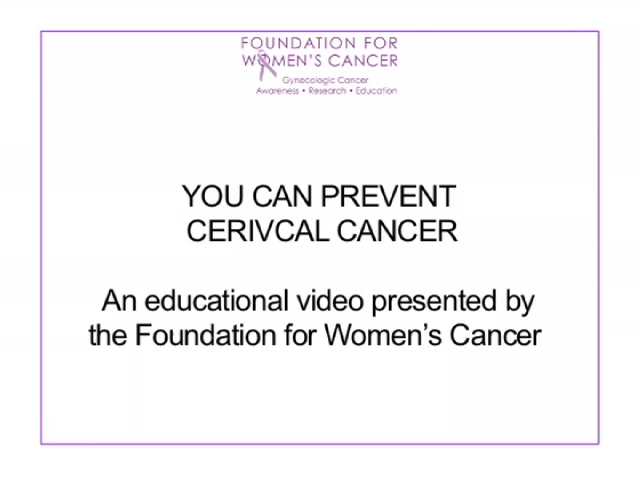 FOUNDATION FOR
WOMEN'S CANCER
Gynecologic Cancer
Awareness • Research • Education
YOU CAN PREVENT
CERIVCAL CANCER
An educational video presented by
the Foundation for Women's Cancer